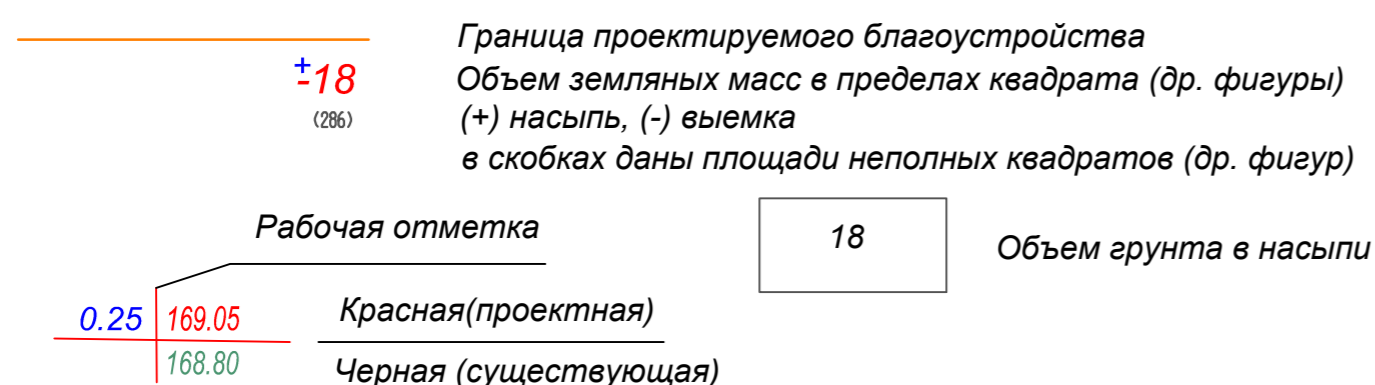 Граница проектируемого благоустройства
+
-18
Объем земляных масс в пределах квадрата (др. фигуры)
(286)
(+) насыпь, (-) выемка
в скобках даны площади неполных квадратов (др. фигур)
Рабочая отметка
18
Объем грунта в насыпи
0.25
169.05
Красная(проектная)
168.80
Черная (существующая)